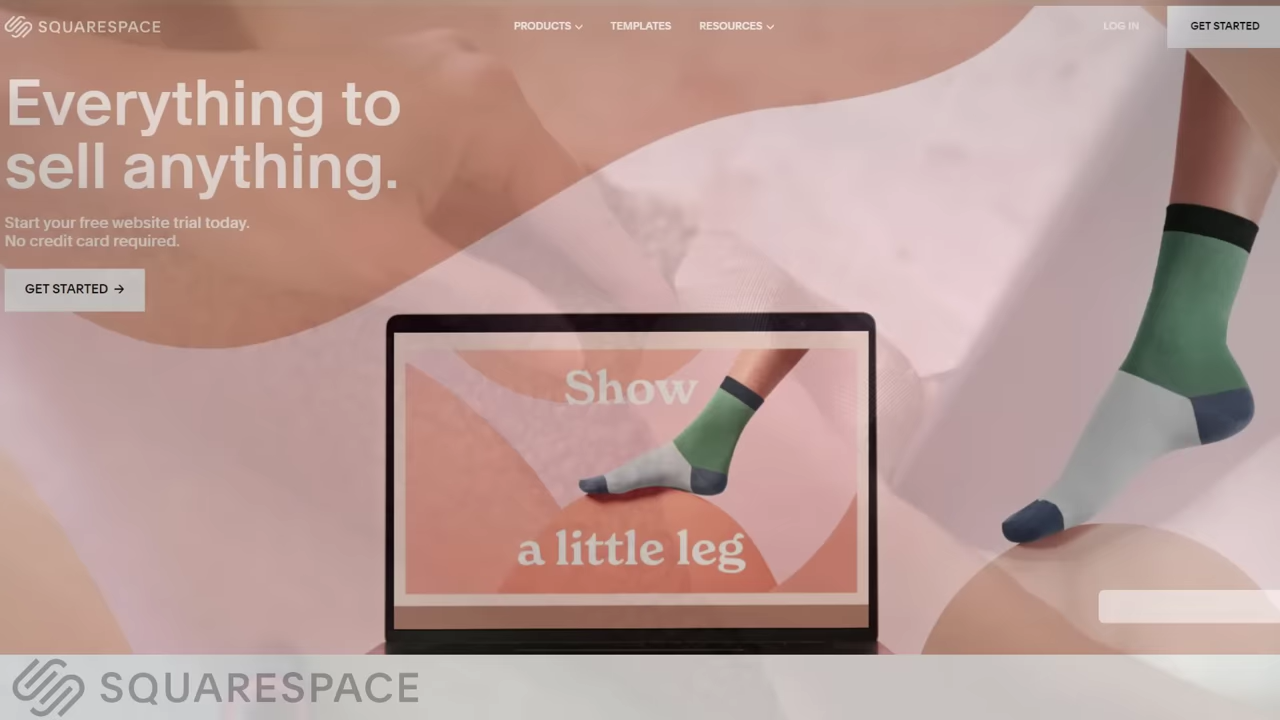 SQUARESPACE
PRODUCTS TEMPLATES RESOURCES LOG IN GET STARTED
Everything to
sell anything.
Start your free website trial today.
No credit card required.
GET STARTED →
Show
a little leg
SQUARESPACE